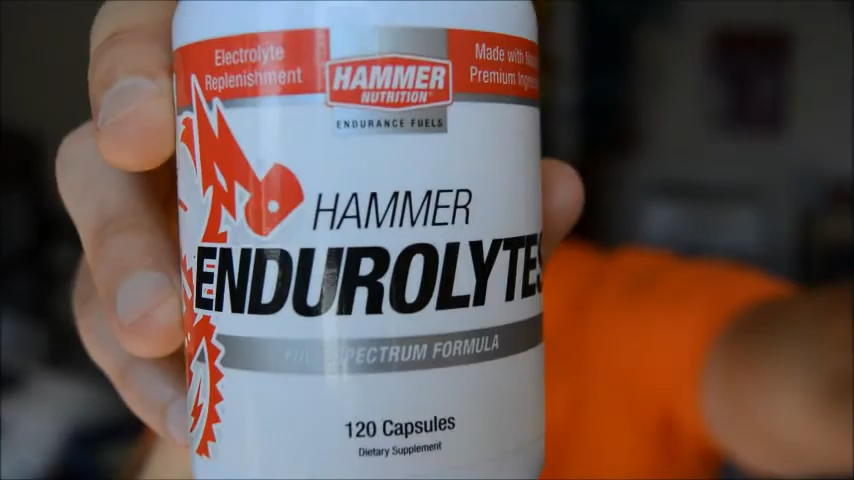 Electrolyte
Replenishment
HAMMER
NUTRITION®
ENDURANCE FUELS
Made with
Premium
HAMMER
ENDUROLYTES
SPECTRUM FORMULA
120 Capsules
Dietary Supplement